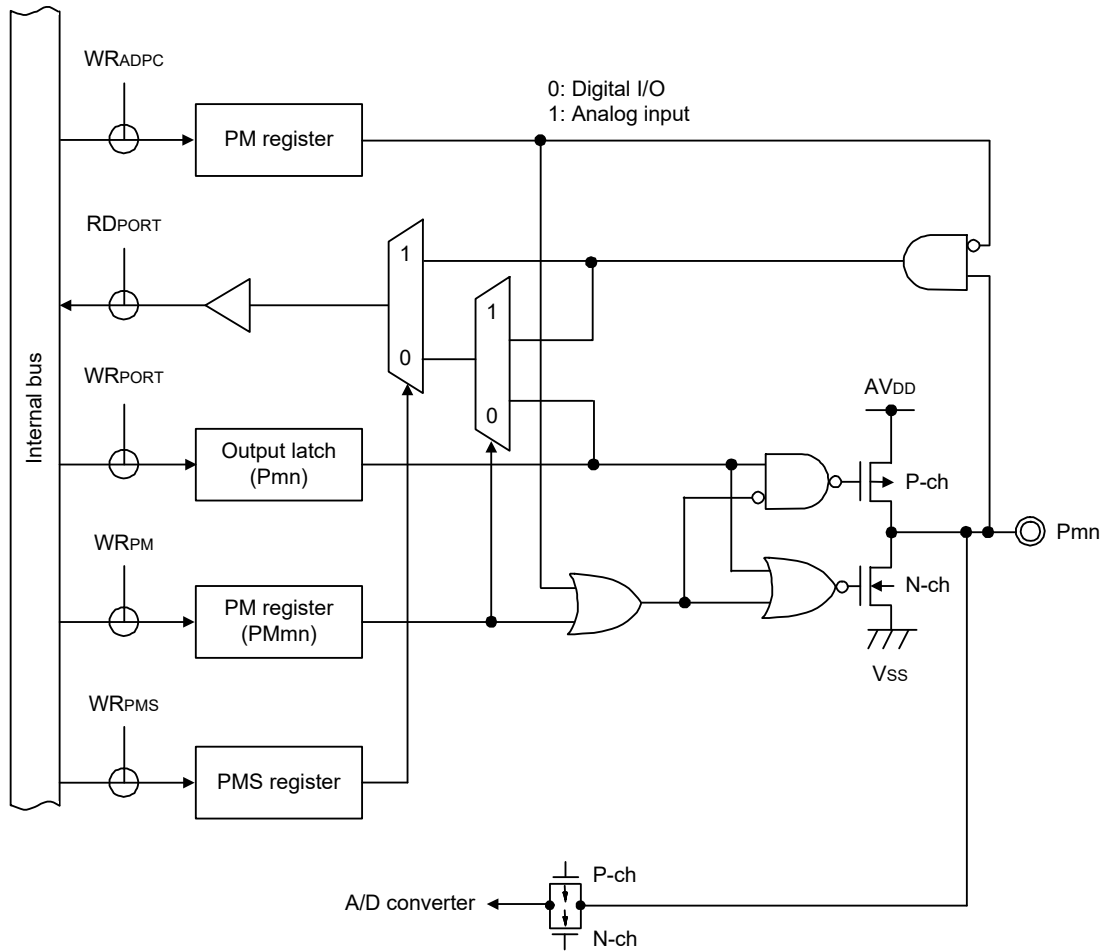 WRADPC
0: Digital I/O
1: Analog input
PM register
RDPORT
1
1
0
0
Internal bus
WRPORT
Output latch
(Pmn)
AVDD
P-ch
Pmn
N-ch
VSS
WRPM
PM register
(PMmn)
WRPMS
PMS register
P-ch
A/D converter
N-ch